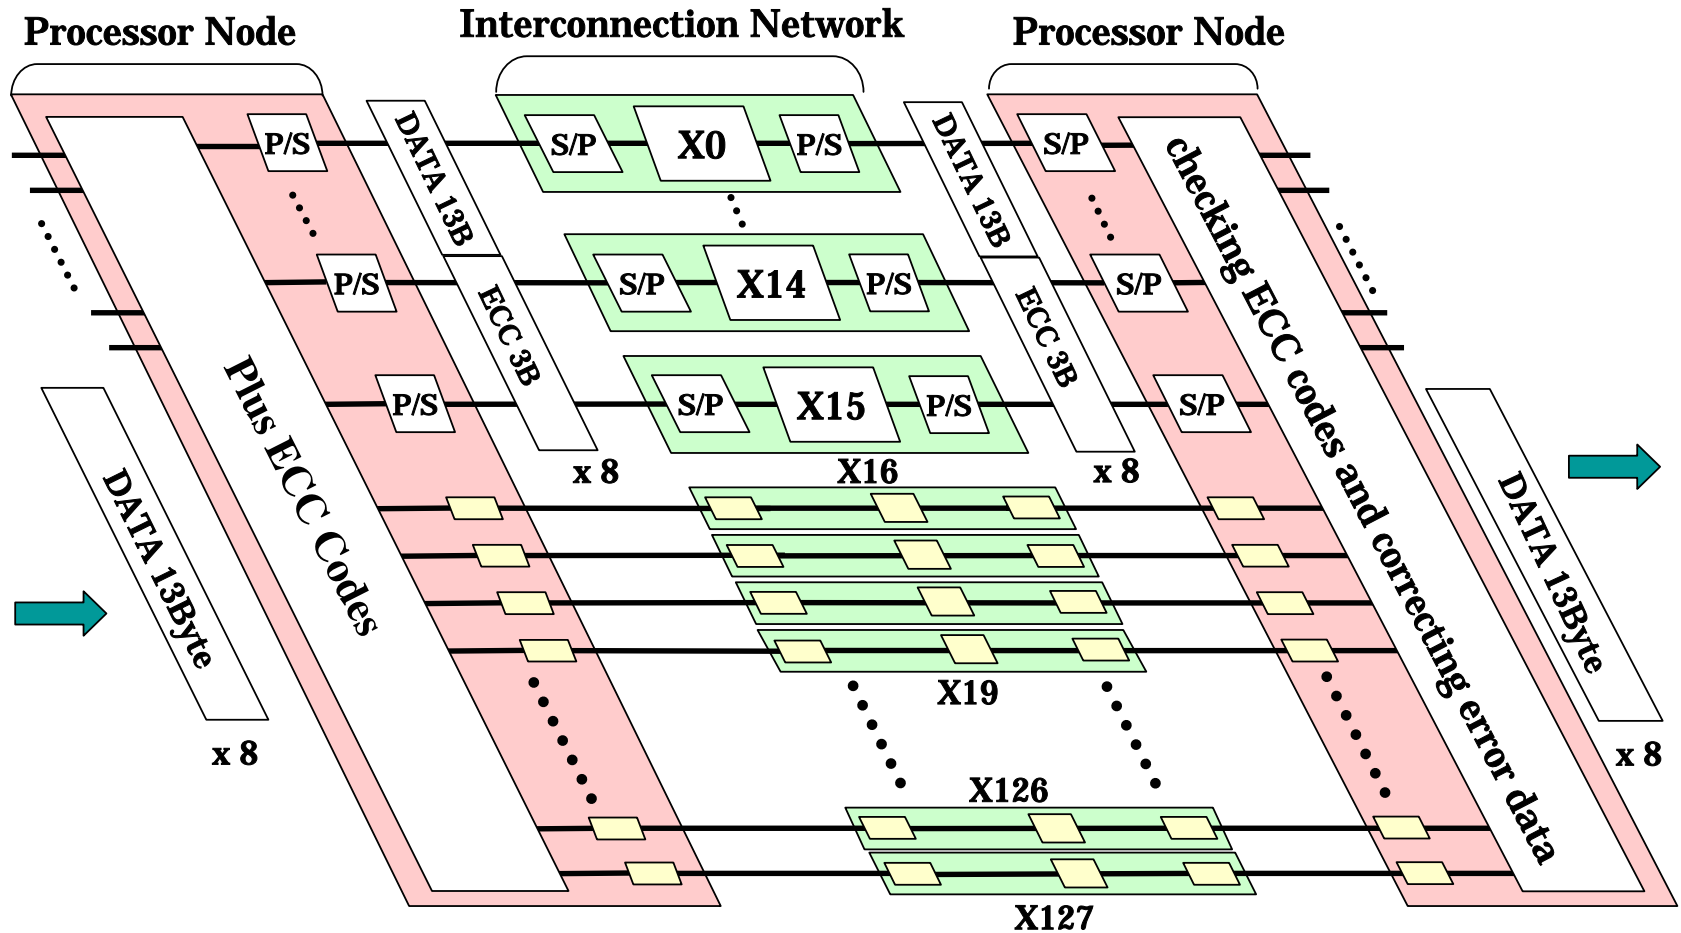 Processor Node
Interconnection Network
Processor Node
P/S
DATA 13B
S/P
X0
P/S
DATA 13B
S/P
P/S
ECC 3B
S/P
X14
P/S
ECC 3B
S/P
P/S
S/P
X15
P/S
S/P
x 8
X16
x 8
Plus ECC Codes
checking ECC codes and correcting error data
DATA 13Byte
x 8
DATA 13Byte
x 8
X19
X126
X127